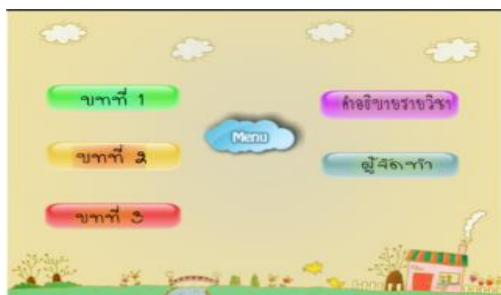 บทที่ 1
บทที่ 2
บทที่ 3
Menu
คำอธิบายรายวิชา
ผู้จัดทำ